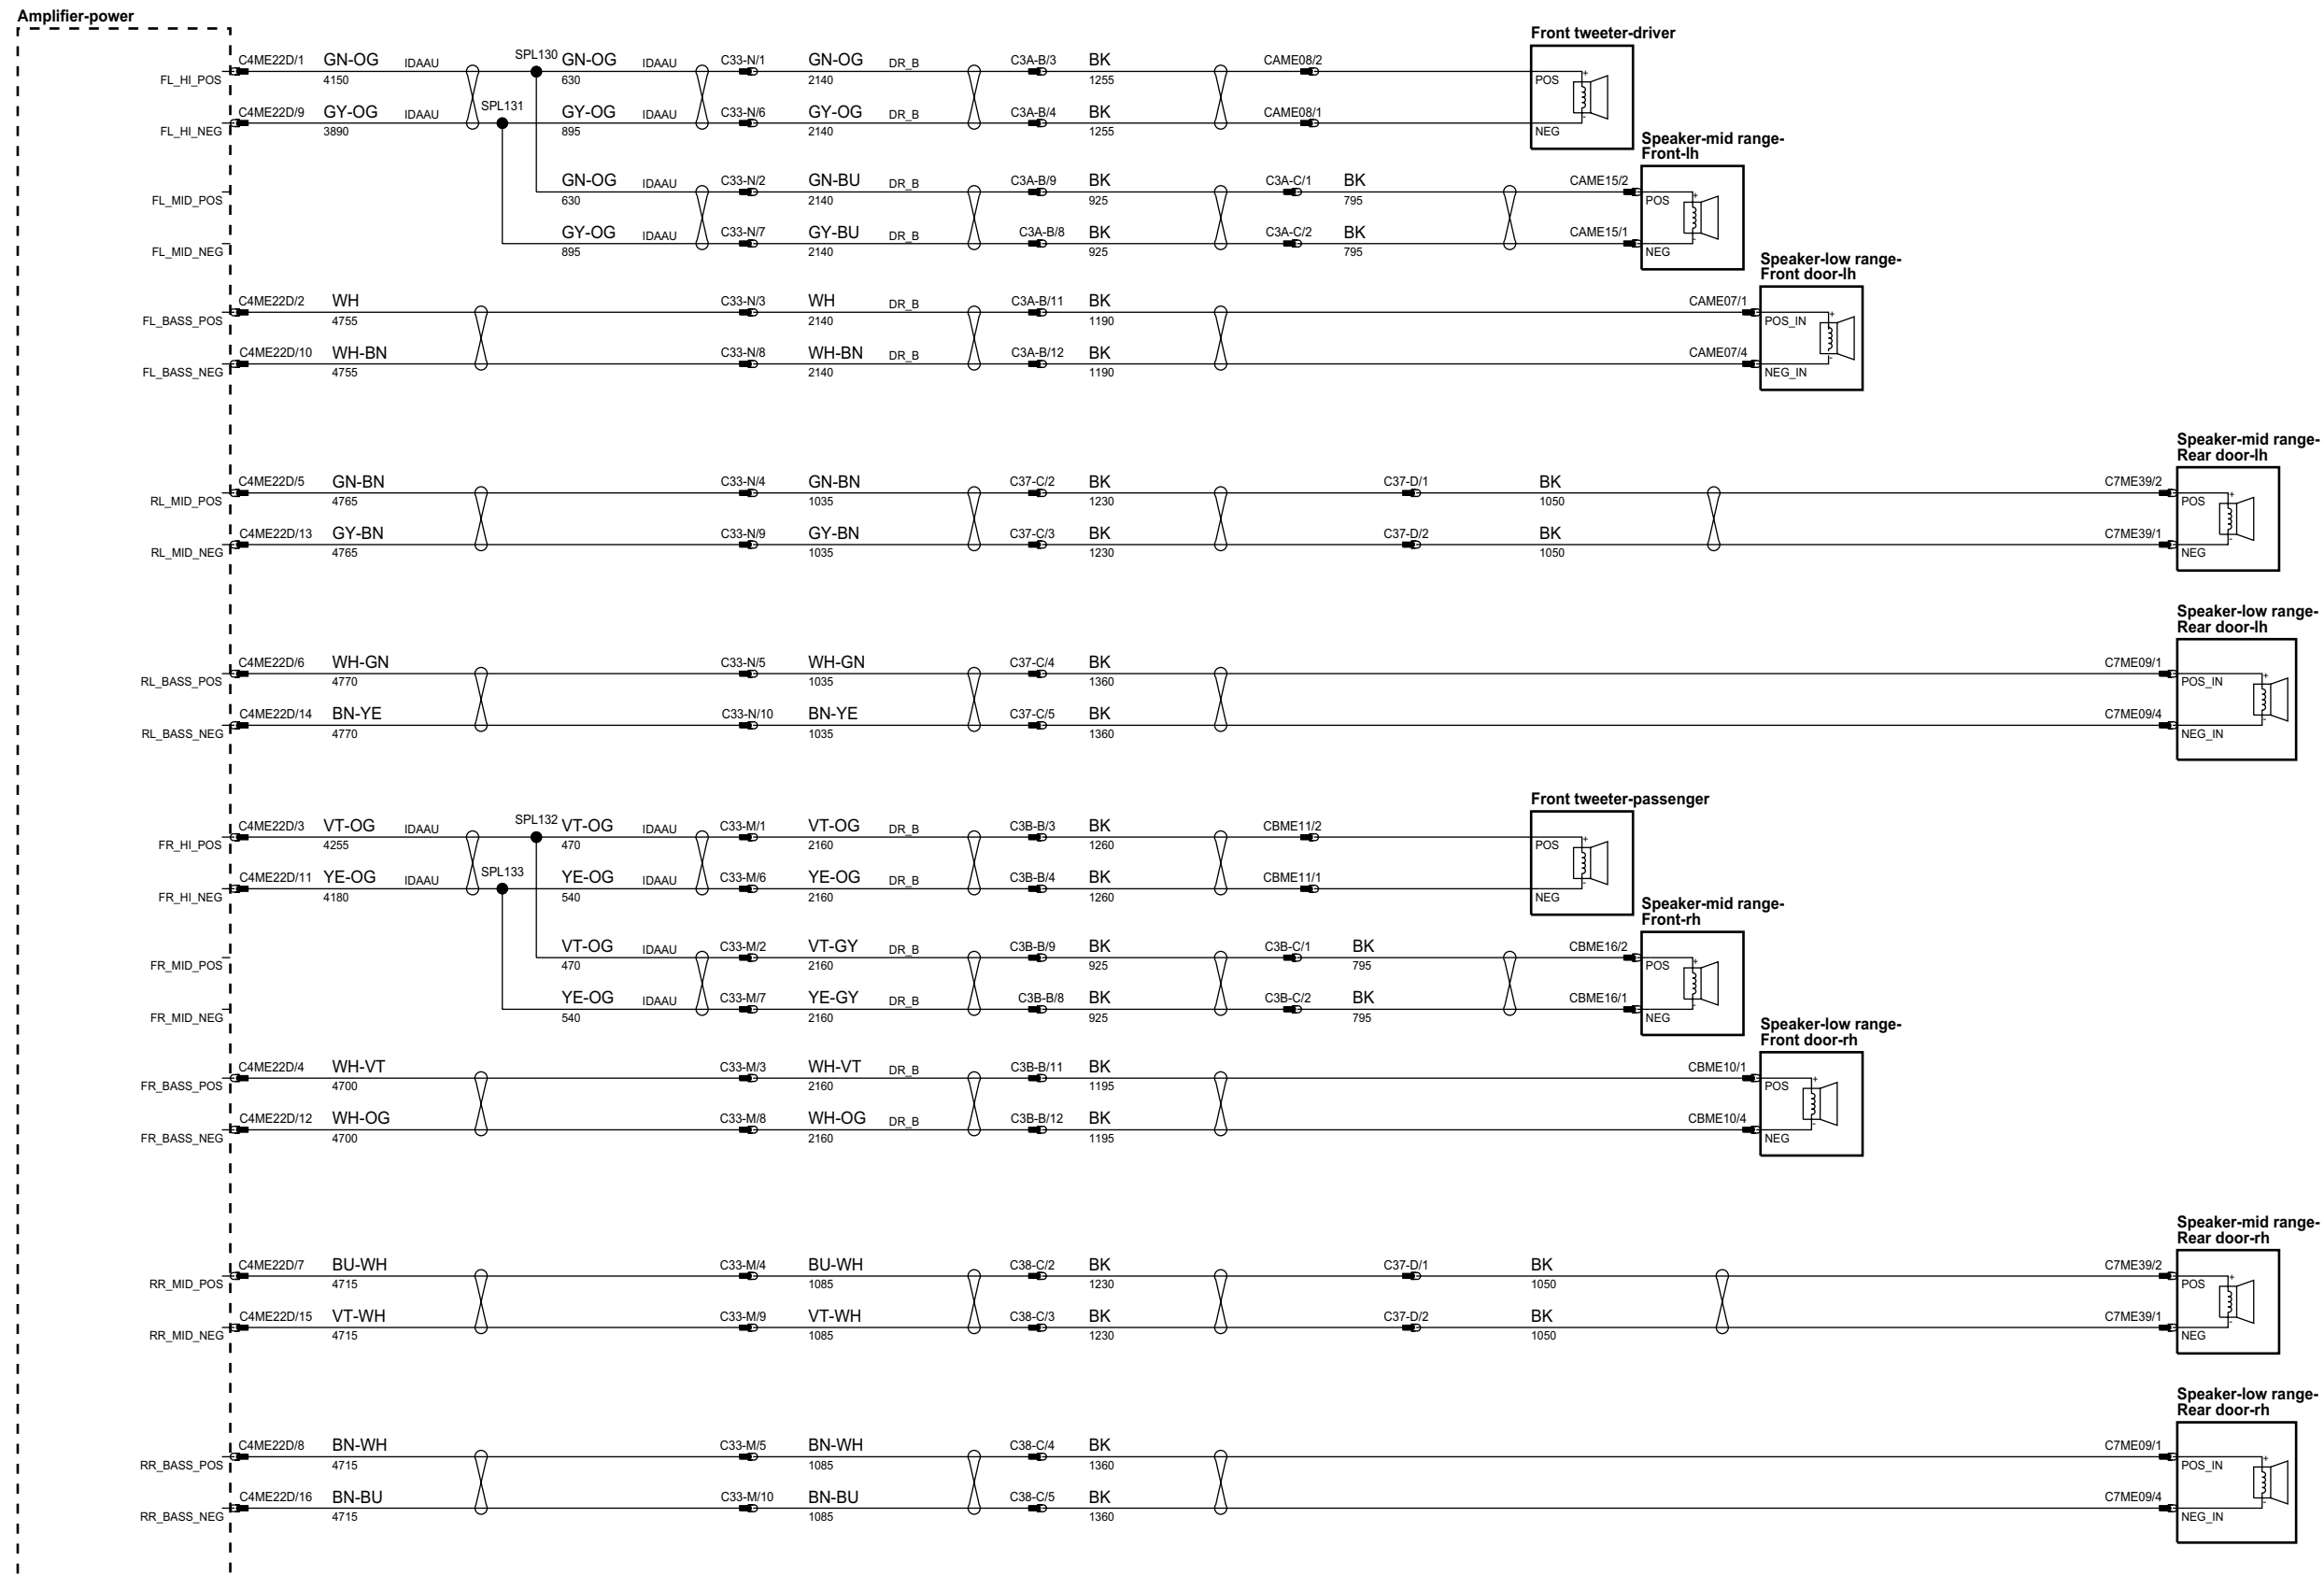 Amplifier-power
Front tweeter-driver
C4ME22D/1 GN-OG IDAAU SPL130 GN-OG IDAAU C33-N/1 GN-OG DR_B C3A-B/3 BK CAME08/2
FL_HI_POS 4150 630 2140 1255 POS + -
C4ME22D/9 GY-OG IDAAU SPL131 GY-OG IDAAU C33-N/6 GY-OG DR_B C3A-B/4 BK CAME08/1
FL_HI_NEG 3890 895 2140 1255 NEG
Speaker-mid range-
Front-lh
GN-OG IDAAU C33-N/2 GN-BU DR_B C3A-B/9 BK C3A-C/1 BK CAME15/2
FL_MID_POS 630 2140 925 795 POS + -
GY-OG IDAAU C33-N/7 GY-BU DR_B C3A-B/8 BK C3A-C/2 BK CAME15/1
FL_MID_NEG 895 2140 925 795 NEG
Speaker-low range-
Front door-lh
C4ME22D/2 WH C33-N/3 WH DR_B C3A-B/11 BK CAME07/1
FL_BASS_POS 4755 2140 1190 POS_IN + -
C4ME22D/10 WH-BN C33-N/8 WH-BN DR_B C3A-B/12 BK CAME07/4
FL_BASS_NEG 4755 2140 1190 NEG_IN
Speaker-mid range-
Rear door-lh
C4ME22D/5 GN-BN C33-N/4 GN-BN C37-C/2 BK C37-D/1 BK C7ME39/2
RL_MID_POS 4765 1035 1230 1050 POS + -
C4ME22D/13 GY-BN C33-N/9 GY-BN C37-C/3 BK C37-D/2 BK C7ME39/1
RL_MID_NEG 4765 1035 1230 1050 NEG
Speaker-low range-
Rear door-lh
C4ME22D/6 WH-GN C33-N/5 WH-GN C37-C/4 BK C7ME09/1
RL_BASS_POS 4770 1035 1360 POS_IN + -
C4ME22D/14 BN-YE C33-N/10 BN-YE C37-C/5 BK C7ME09/4
RL_BASS_NEG 4770 1035 1360 NEG_IN
Front tweeter-passenger
C4ME22D/3 VT-OG IDAAU SPL132 VT-OG IDAAU C33-M/1 VT-OG DR_B C3B-B/3 BK CBME11/2
FR_HI_POS 4255 470 2160 1260 POS + -
C4ME22D/11 YE-OG IDAAU SPL133 YE-OG IDAAU C33-M/6 YE-OG DR_B C3B-B/4 BK CBME11/1
FR_HI_NEG 4180 540 2160 1260 NEG
Speaker-mid range-
Front-rh
VT-OG IDAAU C33-M/2 VT-GY DR_B C3B-B/9 BK C3B-C/1 BK CBME16/2
FR_MID_POS 470 2160 925 795 POS + -
YE-OG IDAAU C33-M/7 YE-GY DR_B C3B-B/8 BK C3B-C/2 BK CBME16/1
FR_MID_NEG 540 2160 925 795 NEG
Speaker-low range-
Front door-rh
C4ME22D/4 WH-VT C33-M/3 WH-VT DR_B C3B-B/11 BK CBME10/1
FR_BASS_POS 4700 2160 1195 POS + -
C4ME22D/12 WH-OG C33-M/8 WH-OG DR_B C3B-B/12 BK CBME10/4
FR_BASS_NEG 4700 2160 1195 NEG
Speaker-mid range-
Rear door-rh
C4ME22D/7 BU-WH C33-M/4 BU-WH C38-C/2 BK C37-D/1 BK C7ME39/2
RR_MID_POS 4715 1085 1230 1050 POS + -
C4ME22D/15 VT-WH C33-M/9 VT-WH C38-C/3 BK C37-D/2 BK C7ME39/1
RR_MID_NEG 4715 1085 1230 1050 NEG
Speaker-low range-
Rear door-rh
C4ME22D/8 BN-WH C33-M/5 BN-WH C38-C/4 BK C7ME09/1
RR_BASS_POS 4715 1085 1360 POS_IN + -
C4ME22D/16 BN-BU C33-M/10 BN-BU C38-C/5 BK C7ME09/4
RR_BASS_NEG 4715 1085 1360 NEG_IN